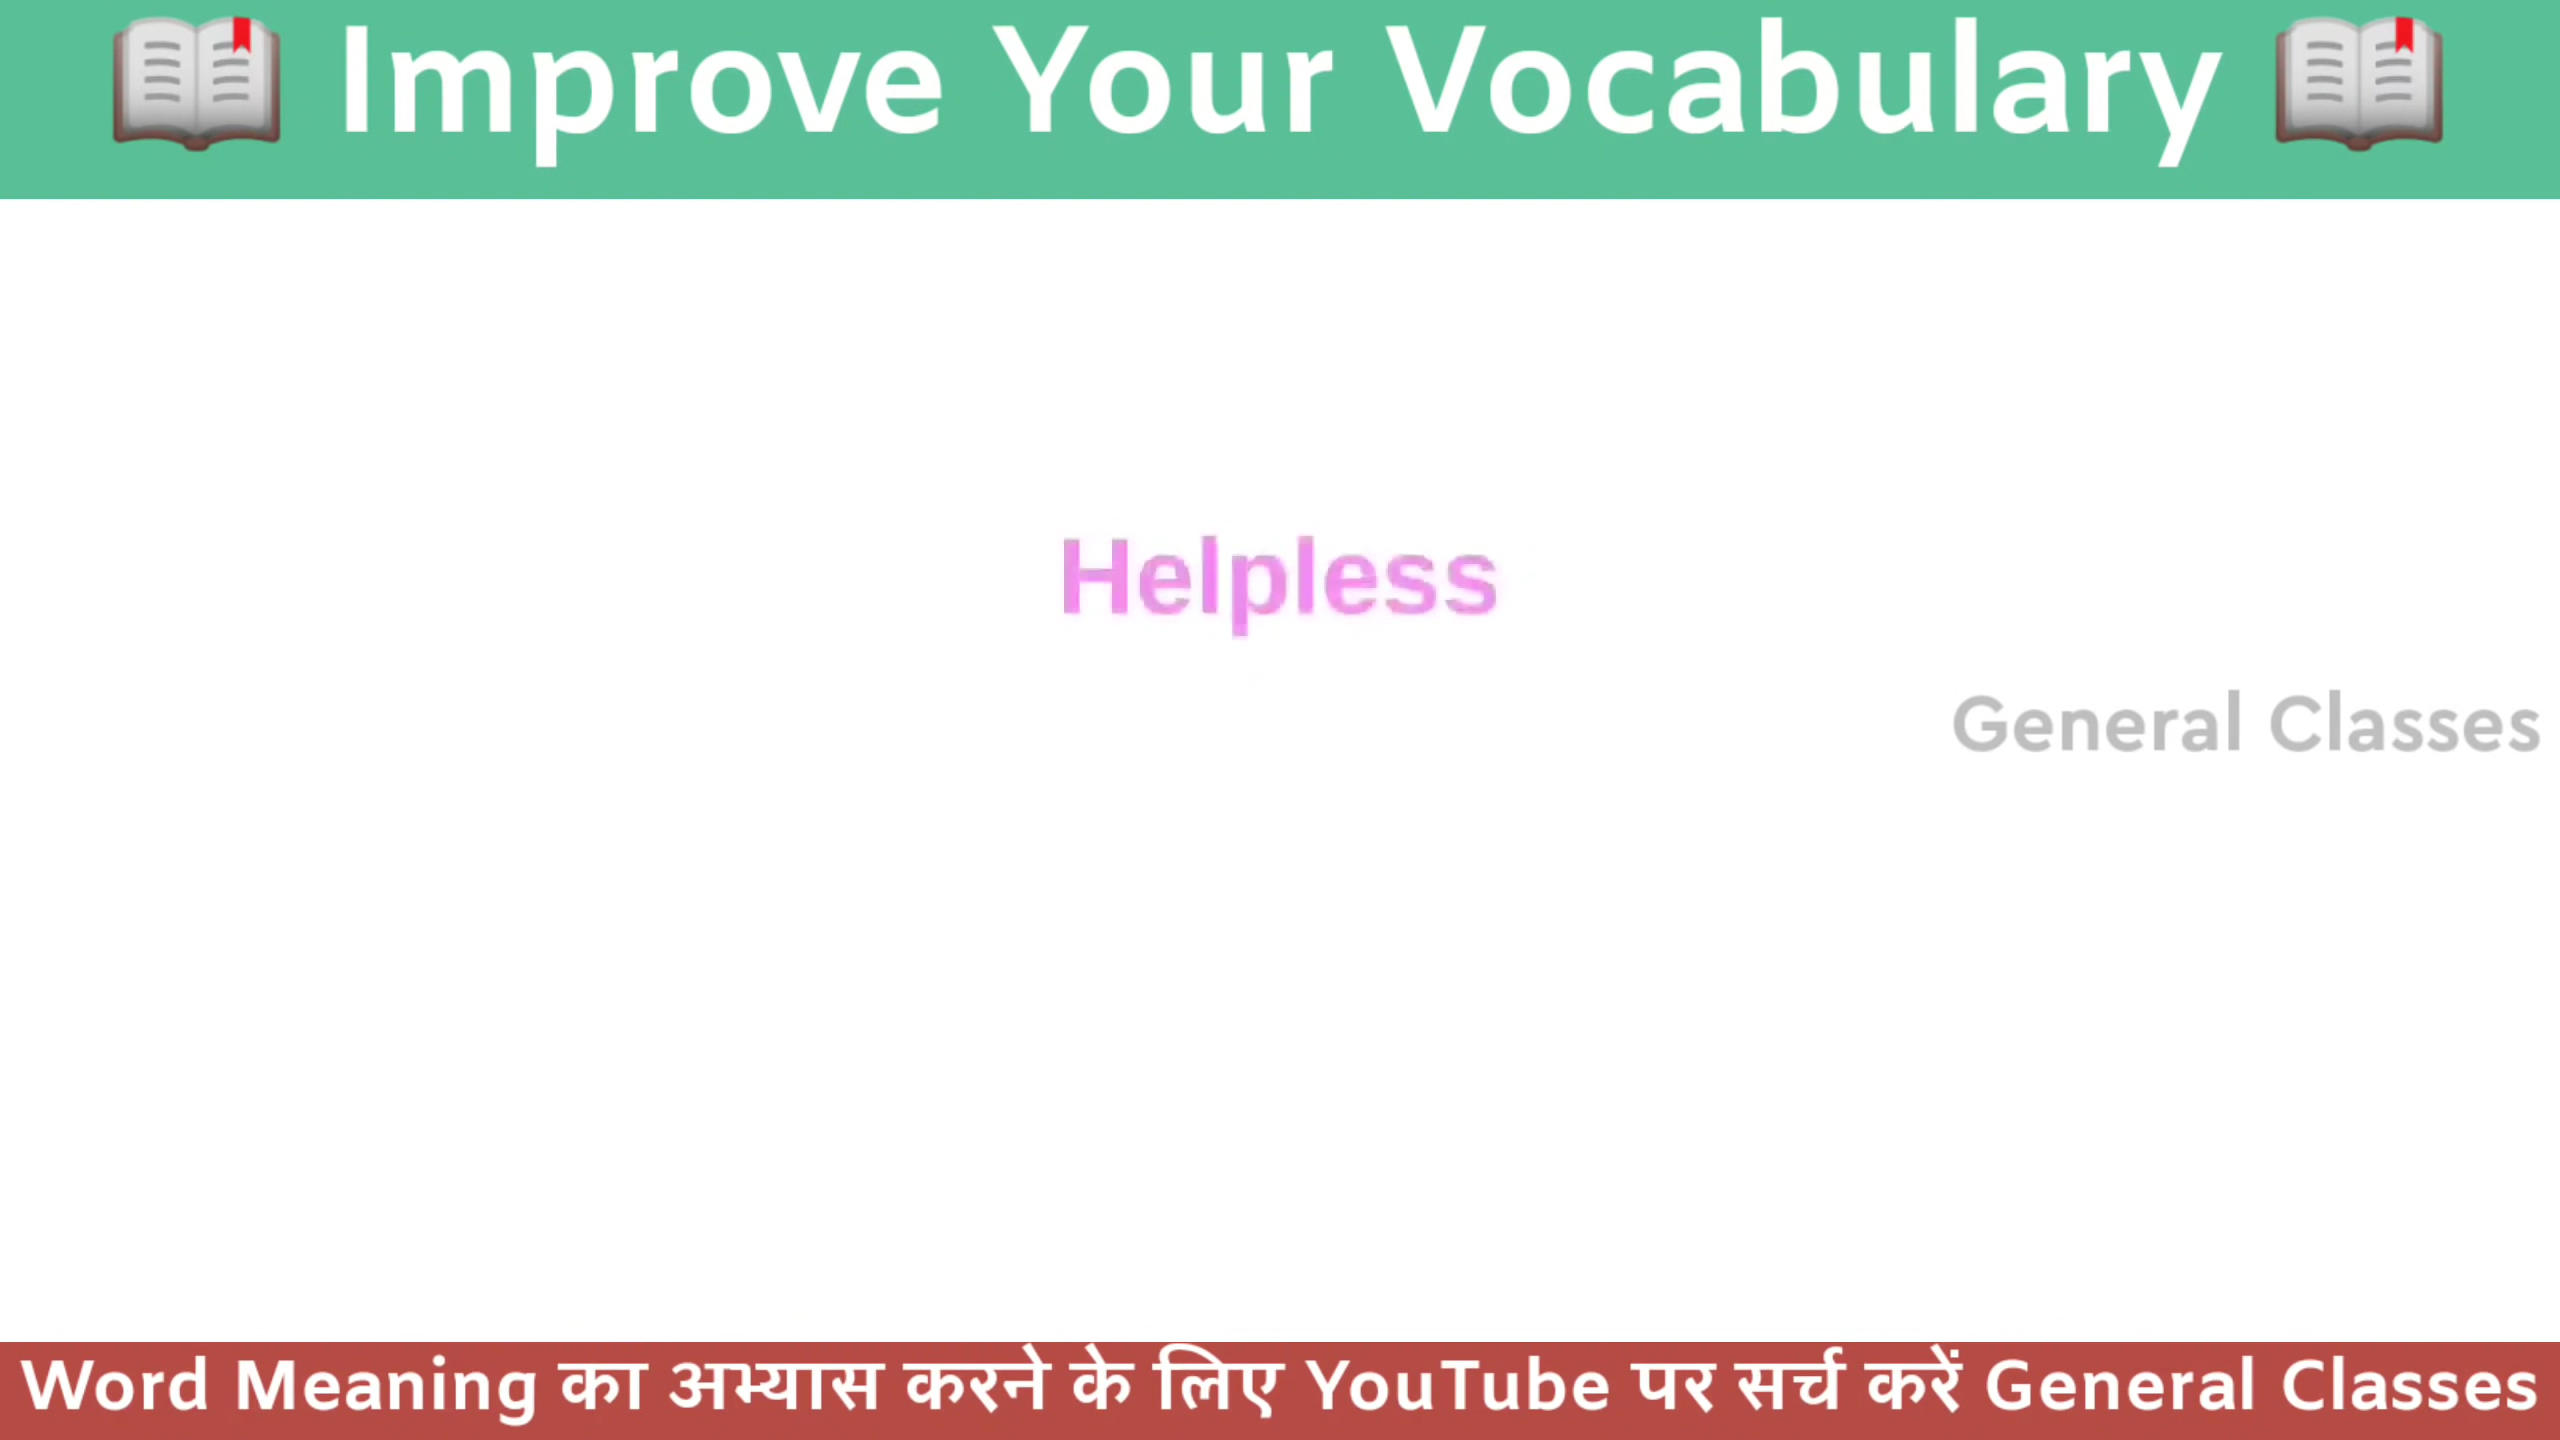 Improve Your Vocabulary
Helpless
General Classes
Word Meaning का अभ्यास करने के लिए YouTube पर सर्च करें General Classes